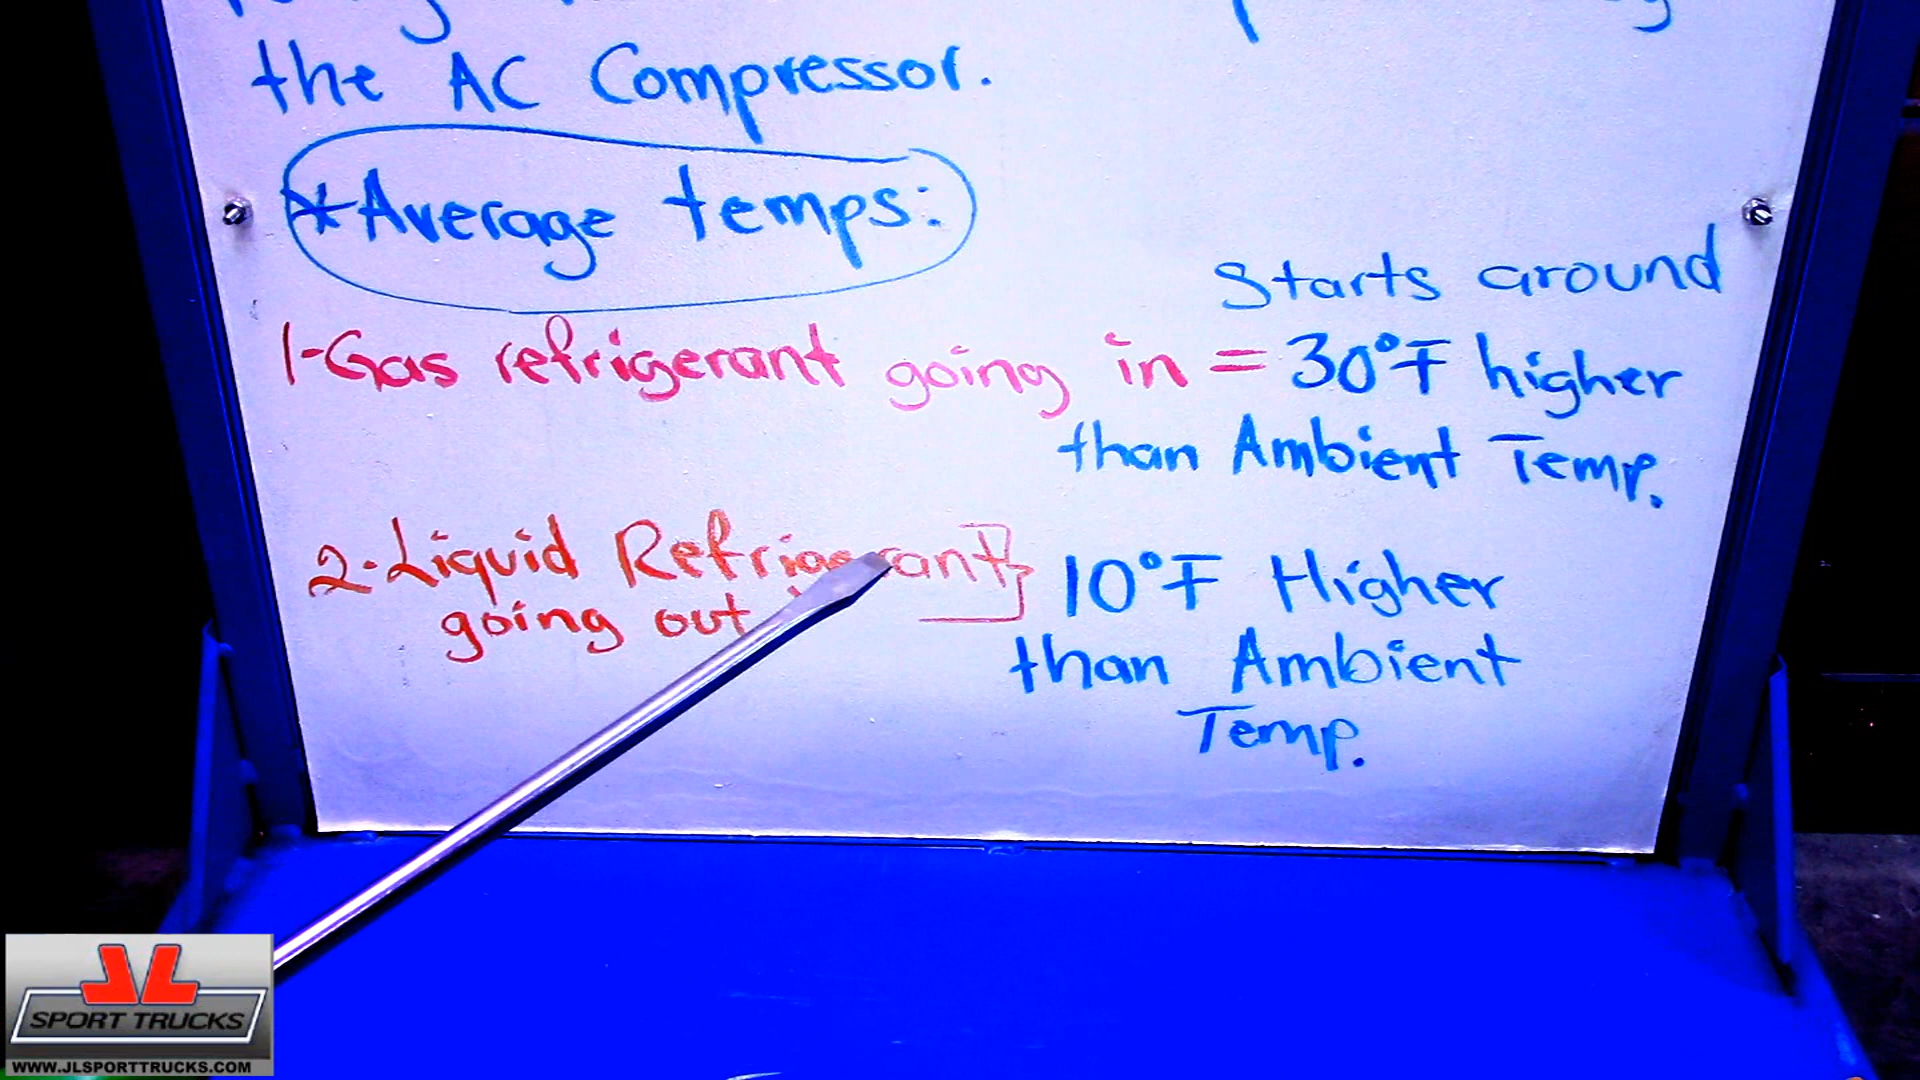 the AC Compressor.
*Average temps:
Starts around
1-Gas refrigerant going in = 30°F higher
than Ambient Temp.
2-Liquid Refrigerant
going out
10°F Higher
than Ambient
Temp.
JL
SPORT TRUCKS
WWW.JLSPORTTRUCKS.COM